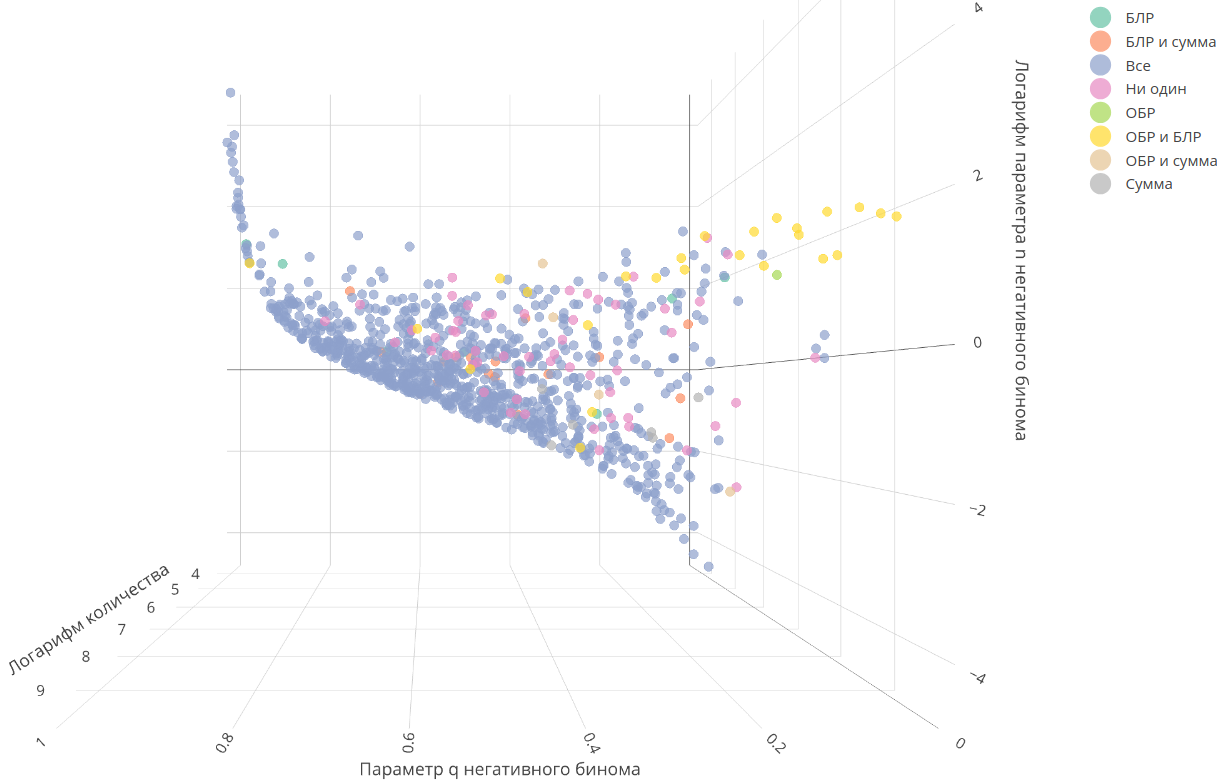 БЛР
БЛР и сумма
Все
Ни один
ОБР
ОБР и БЛР
ОБР и сумма
Сумма
Логарифм параметра n негативного бинома
4
2
0
−2
−4
Логарифм количества
4
5
6
7
8
9
1
0.8
0.6
0.4
0.2
0
Параметр q негативного бинома